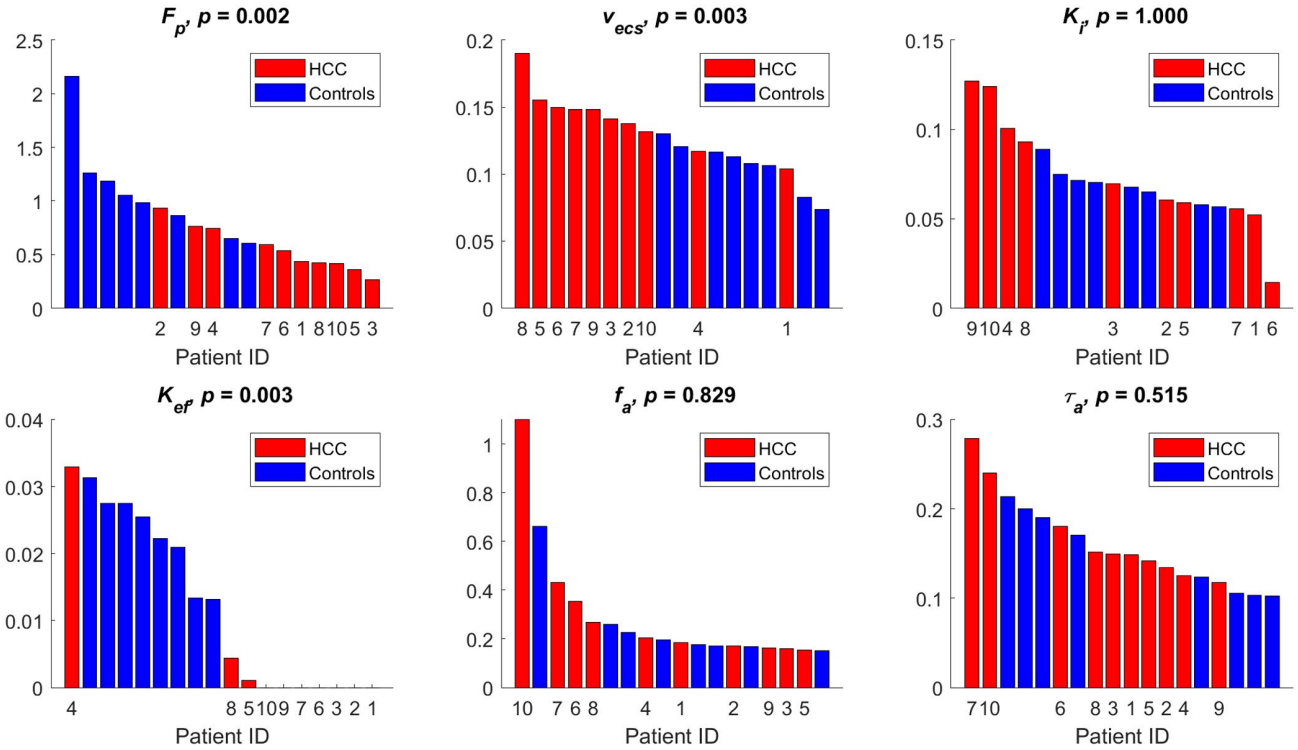 F_p, p = 0.002
2.5
2
1.5
1
0.5
0
HCC
Controls
2 9 4 7 6 1 8 10 5 3
Patient ID
v_ecs, p = 0.003
0.2
0.15
0.1
0.05
0
HCC
Controls
8 5 6 7 9 3 2 10 4 1
Patient ID
K_i, p = 1.000
0.15
0.1
0.05
0
HCC
Controls
9 10 4 8 3 2 5 7 1 6
Patient ID
K_ef, p = 0.003
0.04
0.03
0.02
0.01
0
HCC
Controls
4 8 5 10 9 7 6 3 2 1
Patient ID
f_a, p = 0.829
1
0.8
0.6
0.4
0.2
0
HCC
Controls
10 7 6 8 4 1 2 9 3 5
Patient ID
τ_a, p = 0.515
0.3
0.2
0.1
0
HCC
Controls
7 10 6 8 3 1 5 2 4 9
Patient ID